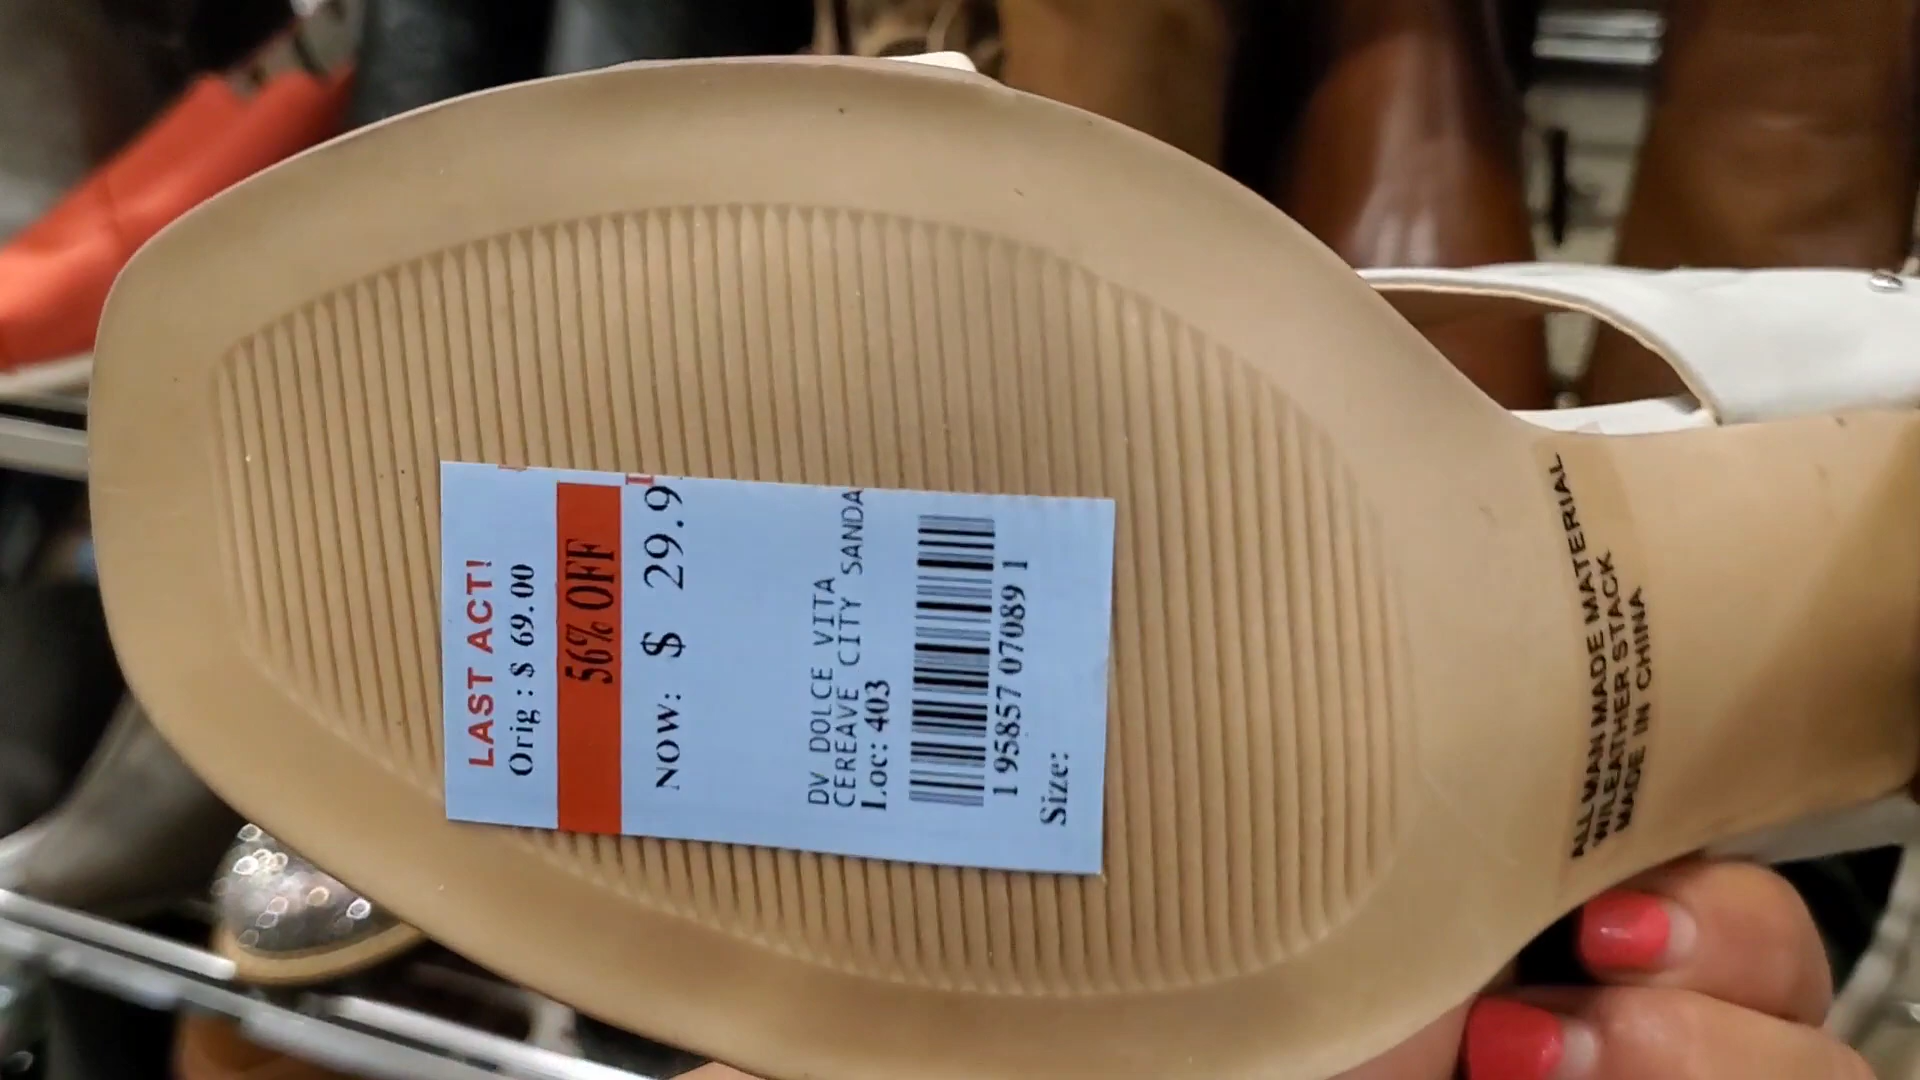 LAST ACT!
Orig : $ 69.00
56% OFF
NOW: $ 29.9
DV DOLCE VITA
CEREAVE CITY SANDA
Loc: 403
1 95857 07089 1
Size:
ALL MAN MADE MATERIAL
W/LEATHER STACK
MADE IN CHINA